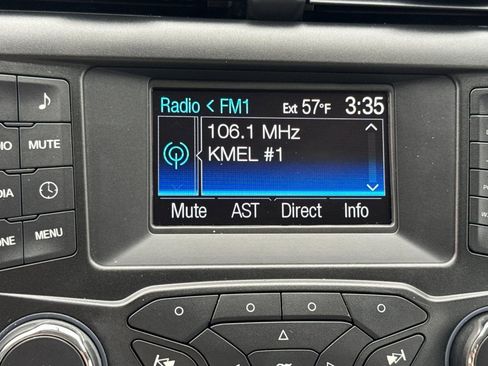 Radio < FM1 Ext 57°F 3:35
106.1 MHz
KMEL #1
Mute AST Direct Info
MUTE
MENU